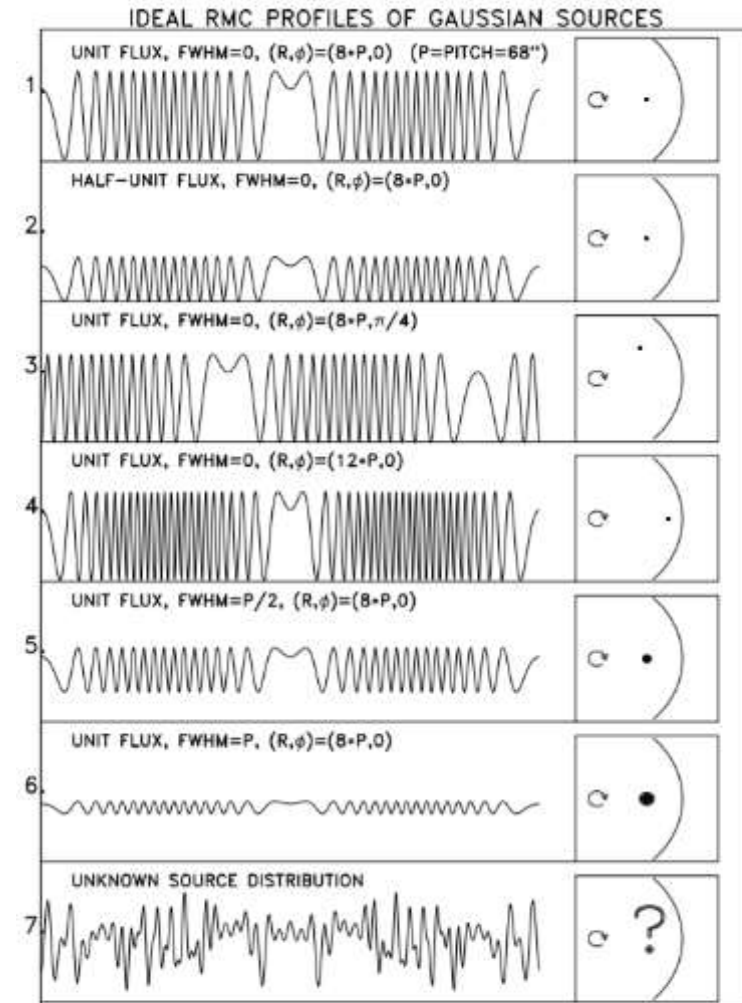 IDEAL RMC PROFILES OF GAUSSIAN SOURCES
UNIT FLUX, FWHM=0, (R,ϕ)=(8*P,0) (P=PITCH=68")
1
HALF-UNIT FLUX, FWHM=0, (R,ϕ)=(8*P,0)
2
UNIT FLUX, FWHM=0, (R,ϕ)=(8*P,π/4)
3
UNIT FLUX, FWHM=0, (R,ϕ)=(12*P,0)
4
UNIT FLUX, FWHM=P/2, (R,ϕ)=(8*P,0)
5
UNIT FLUX, FWHM=P, (R,ϕ)=(8*P,0)
6
UNKNOWN SOURCE DISTRIBUTION
7
?